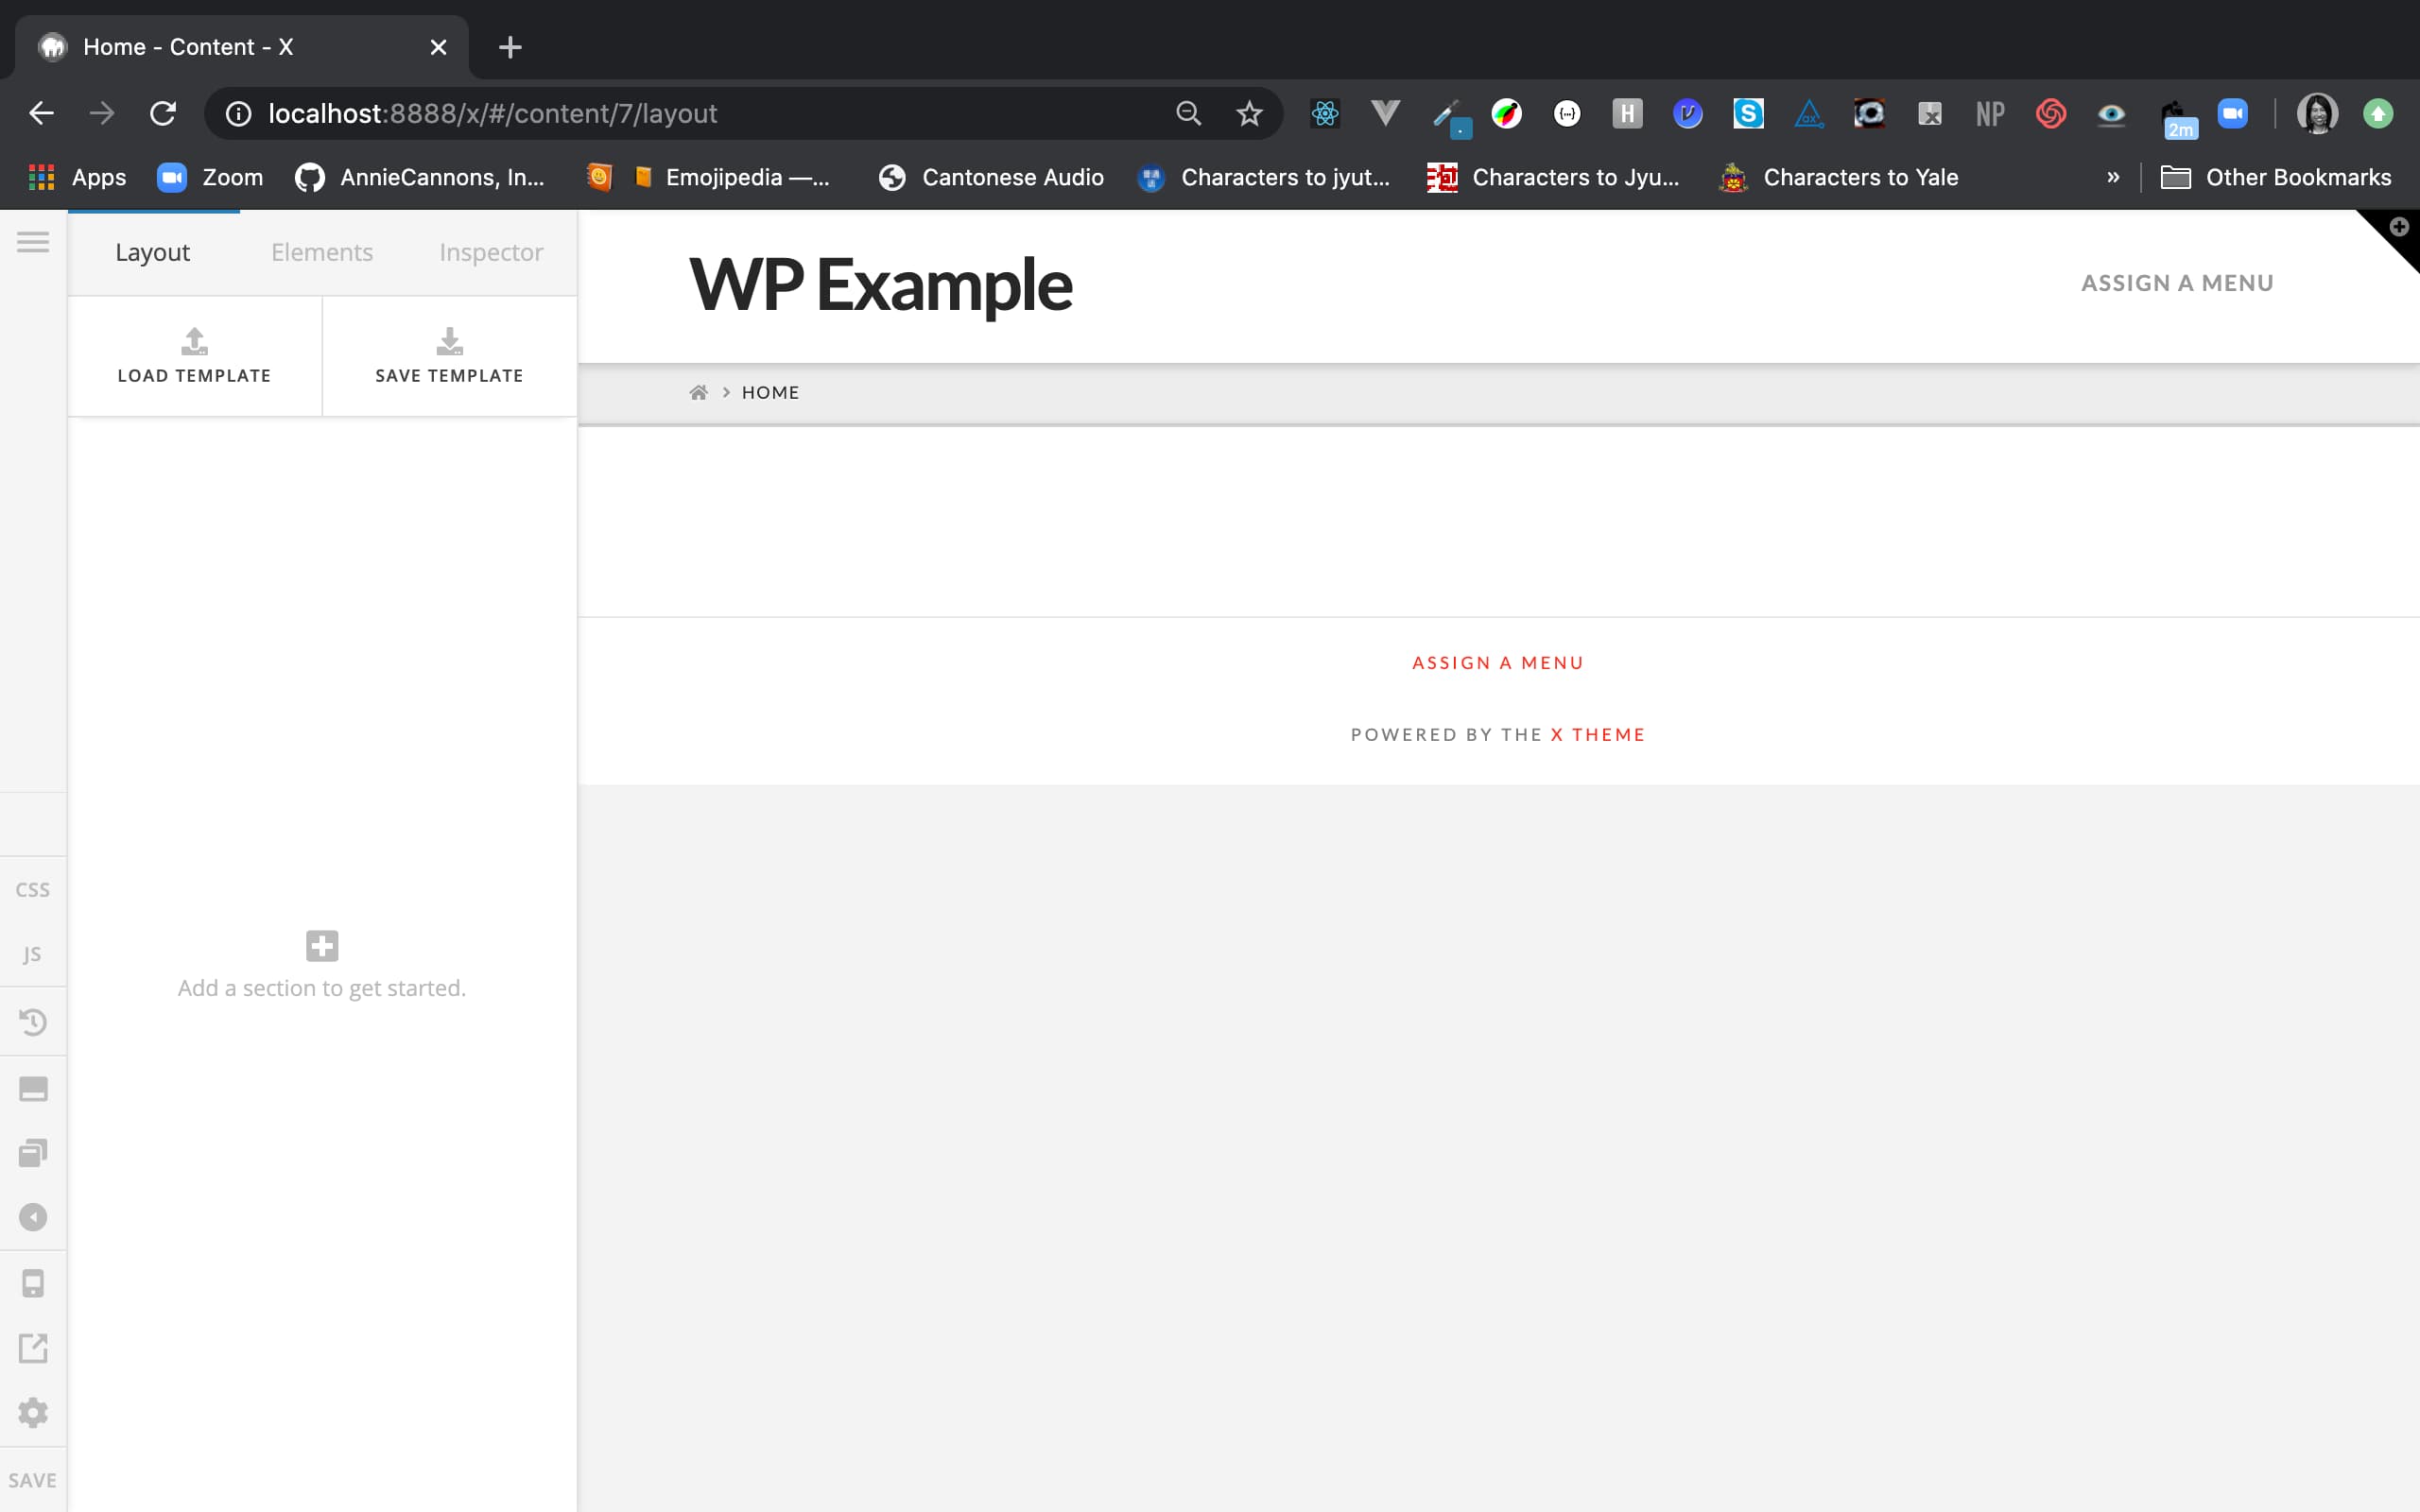 Home - Content - X
localhost:8888/x/#/content/7/layout
H
S
NP
2m
Apps
Zoom
AnnieCannons, In...
Emojipedia —...
Cantonese Audio
Characters to jyut...
Characters to Jyu...
Characters to Yale
»
Other Bookmarks
Layout
Elements
Inspector
LOAD TEMPLATE
SAVE TEMPLATE
WP Example
ASSIGN A MENU
HOME
ASSIGN A MENU
POWERED BY THE X THEME
Add a section to get started.
CSS
JS
SAVE